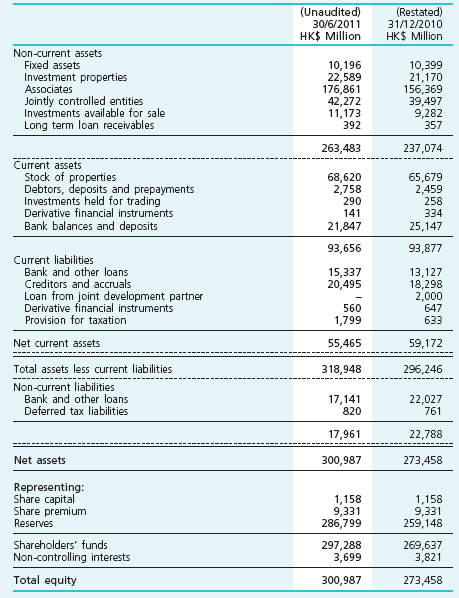 (Unaudited) (Restated)
30/6/2011 31/12/2010
HK$ Million HK$ Million
Non-current assets
Fixed assets 10,196 10,399
Investment properties 22,589 21,170
Associates 176,861 156,369
Jointly controlled entities 42,272 39,497
Investments available for sale 11,173 9,282
Long term loan receivables 392 357
263,483 237,074
Current assets
Stock of properties 68,620 65,679
Debtors, deposits and prepayments 2,758 2,459
Investments held for trading 290 258
Derivative financial instruments 141 334
Bank balances and deposits 21,847 25,147
93,656 93,877
Current liabilities
Bank and other loans 15,337 13,127
Creditors and accruals 20,495 18,298
Loan from joint development partner – 2,000
Derivative financial instruments 560 647
Provision for taxation 1,799 633
Net current assets 55,465 59,172
Total assets less current liabilities 318,948 296,246
Non-current liabilities
Bank and other loans 17,141 22,027
Deferred tax liabilities 820 761
17,961 22,788
Net assets 300,987 273,458
Representing:
Share capital 1,158 1,158
Share premium 9,331 9,331
Reserves 286,799 259,148
Shareholders' funds 297,288 269,637
Non-controlling interests 3,699 3,821
Total equity 300,987 273,458